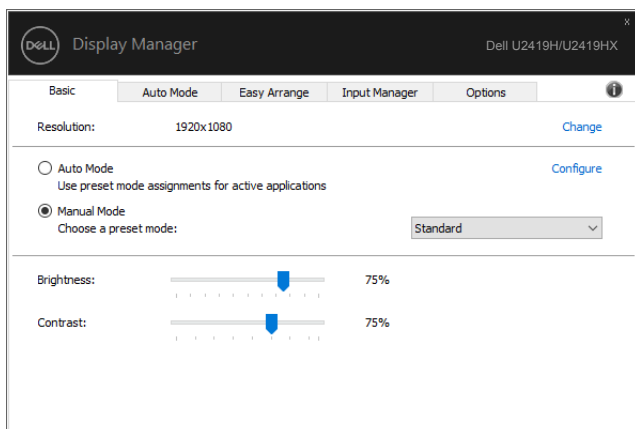 x
DELL Display Manager Dell U2419H/U2419HX
Basic Auto Mode Easy Arrange Input Manager Options i
Resolution: 1920x1080 Change
Auto Mode Configure
Use preset mode assignments for active applications
Manual Mode
Choose a preset mode: Standard
Brightness: 75%
Contrast: 75%